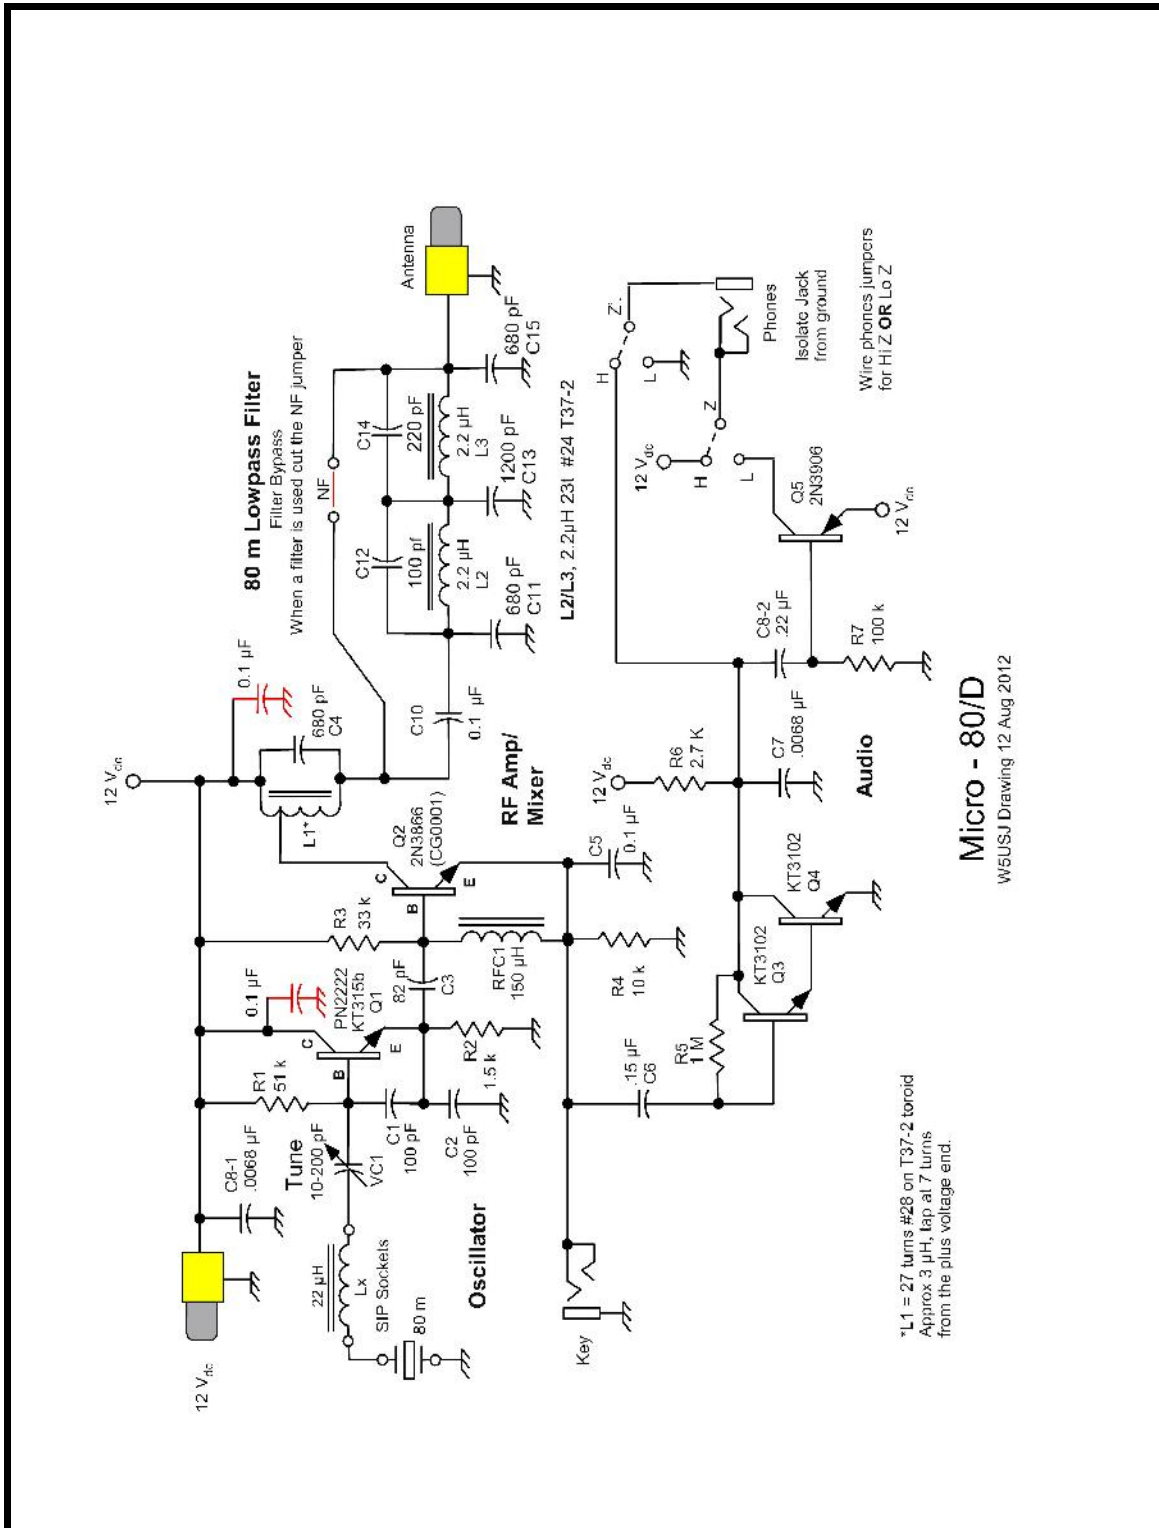 12 Vdc
C8-1
.0068 µF
R1
51 k
0.1 µF
PN2222
KT315b
Q1
C
B
E
Tune
10-200 pF
VC1
22 µH
Lx
SIP Sockets
80 m
C1
100 pF
C2
100 pF
R2
1.5 k
Oscillator
82 pF
C3
R3
33 k
RFC1
150 µH
Q2
2N3866
(CG0001)
C
B
E
RF Amp/
Mixer
12 Vdc
L1*
680 pF
C4
0.1 µF
C10
0.1 µF
80 m Lowpass Filter
Filter Bypass
When a filter is used cut the NF jumper
NF
C12
100 pf
2.2 µH
L2
680 pF
C11
C14
220 pF
2.2 µH
L3
1200 pF
C13
680 pF
C15
Antenna
L2/L3, 2.2µH 23t #24 T37-2
Key
R4
10 k
C5
0.1 µF
.15 µF
C6
R5
1 M
KT3102
Q3
KT3102
Q4
12 Vdc
R6
2.7 K
C7
.0068 µF
Audio
C8-2
.22 µF
R7
100 k
Q5
2N3906
12 Vdc
12 Vdc
H
L
Z
H
L
Z'
Phones
Isolate Jack
from ground
Wire phones jumpers
for Hi Z OR Lo Z
*L1 = 27 turns #28 on T37-2 toroid
Approx 3 µH, tap at 7 turns
from the plus voltage end.
Micro - 80/D
W5USJ Drawing 12 Aug 2012